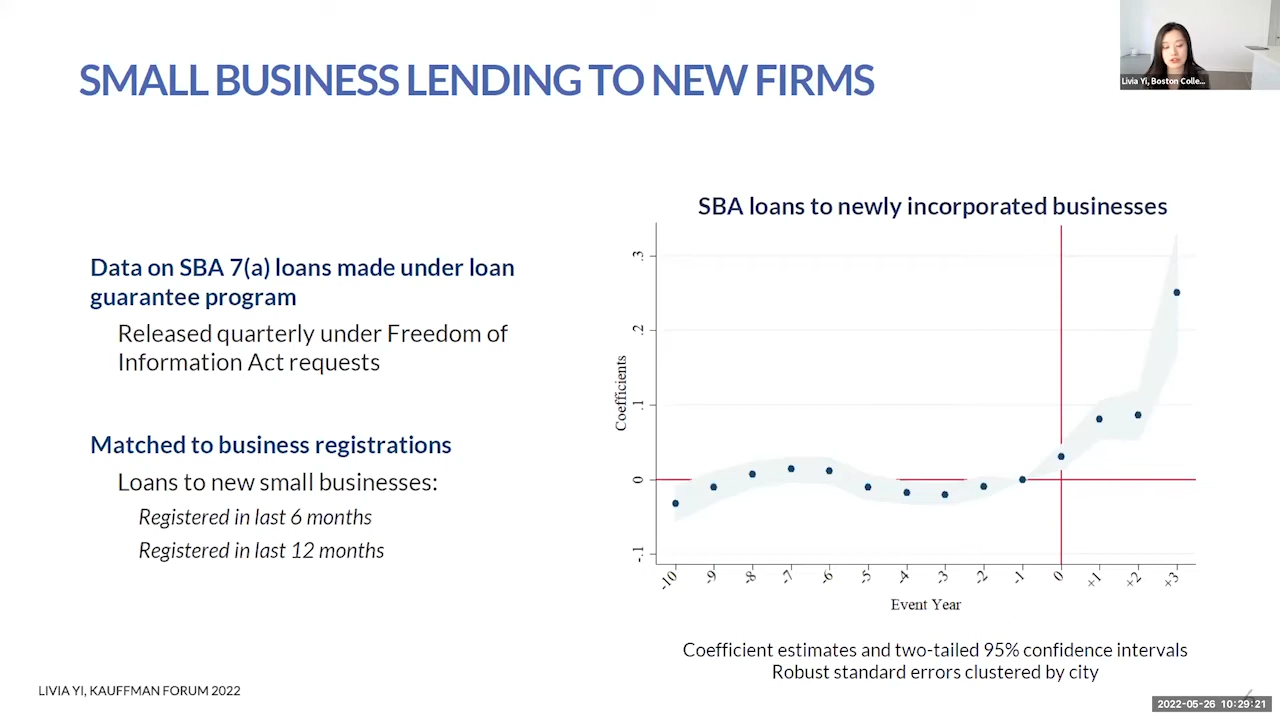 SMALL BUSINESS LENDING TO NEW FIRMS
Livia Yi, Boston Colle...
Data on SBA 7(a) loans made under loan
guarantee program
Released quarterly under Freedom of
Information Act requests
Matched to business registrations
Loans to new small businesses:
Registered in last 6 months
Registered in last 12 months
SBA loans to newly incorporated businesses
Coefficients
.3
.2
.1
0
-.1
-10 -9 -8 -7 -6 -5 -4 -3 -2 -1 0 +1 +2 +3
Event Year
Coefficient estimates and two-tailed 95% confidence intervals
Robust standard errors clustered by city
LIVIA YI, KAUFFMAN FORUM 2022
2022-05-26 10:29:21